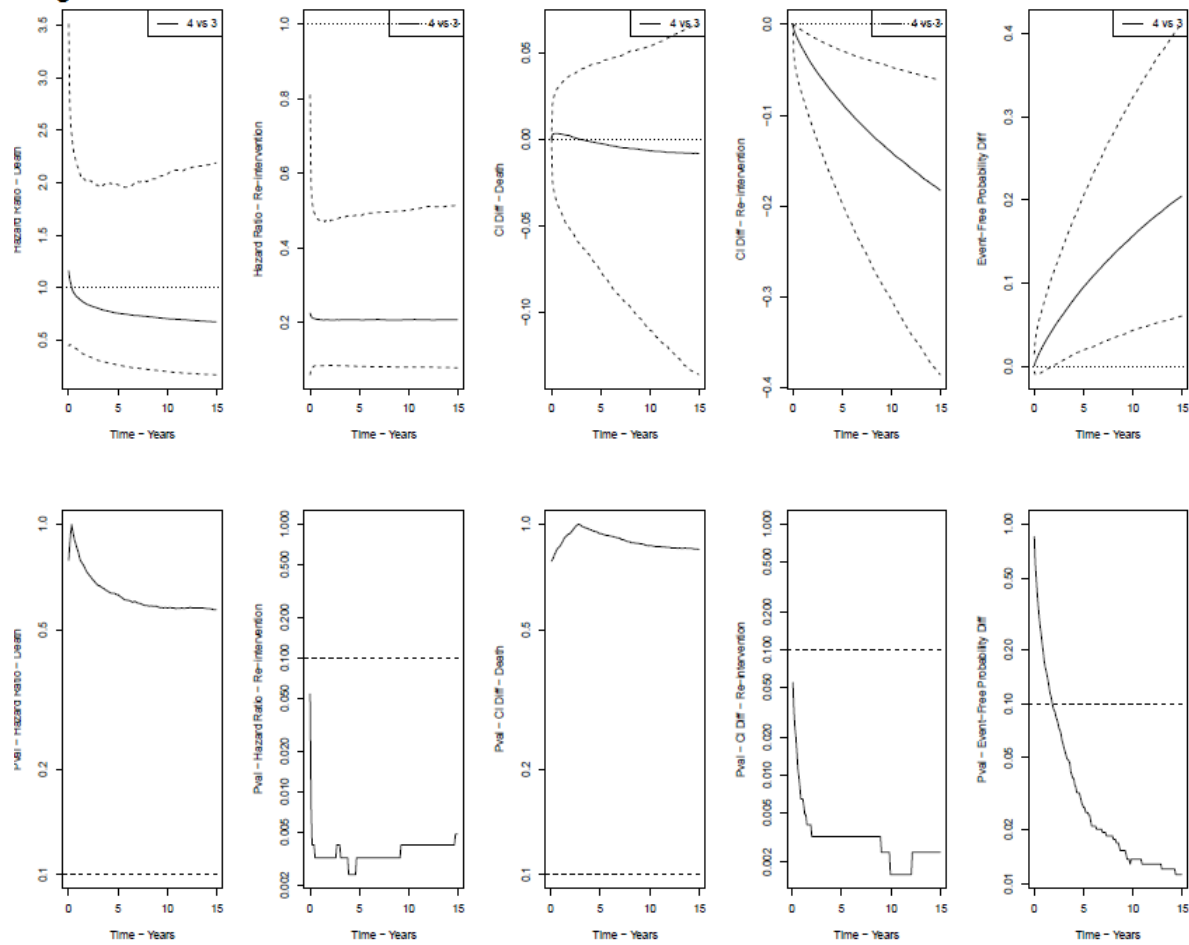 4 vs 3
Hazard Ratio – Death
3.5
3.0
2.5
2.0
1.5
1.0
0.5
0 5 10 15
Time – Years
4 vs 3
Hazard Ratio – Re–intervention
1.0
0.8
0.6
0.4
0.2
0 5 10 15
Time – Years
4 vs 3
CI Diff – Death
0.05
0.00
−0.05
−0.10
0 5 10 15
Time – Years
4 vs 3
CI Diff – Re–intervention
0.0
−0.1
−0.2
−0.3
−0.4
0 5 10 15
Time – Years
4 vs 3
Event–Free Probability Diff
0.4
0.3
0.2
0.1
0.0
0 5 10 15
Time – Years
Pval – Hazard Ratio – Death
1.0
0.5
0.2
0.1
0 5 10 15
Time – Years
Pval – Hazard Ratio – Re–intervention
1.000
0.500
0.200
0.100
0.050
0.020
0.010
0.005
0.002
0 5 10 15
Time – Years
Pval – CI Diff – Death
1.0
0.5
0.2
0.1
0 5 10 15
Time – Years
Pval – CI Diff – Re–intervention
1.000
0.500
0.200
0.100
0.050
0.020
0.010
0.005
0.002
0 5 10 15
Time – Years
Pval – Event–Free Probability Diff
1.00
0.50
0.20
0.10
0.05
0.02
0.01
0 5 10 15
Time – Years